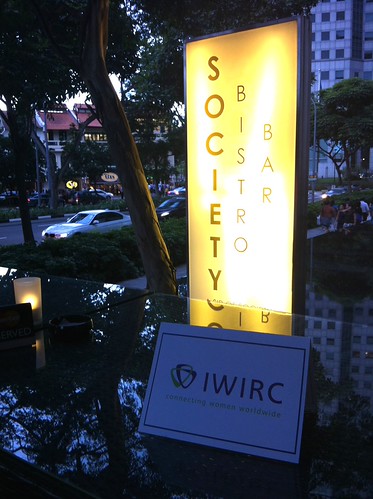 SOCIETY
BISTRO
BAR
IWIRC
connecting women worldwide